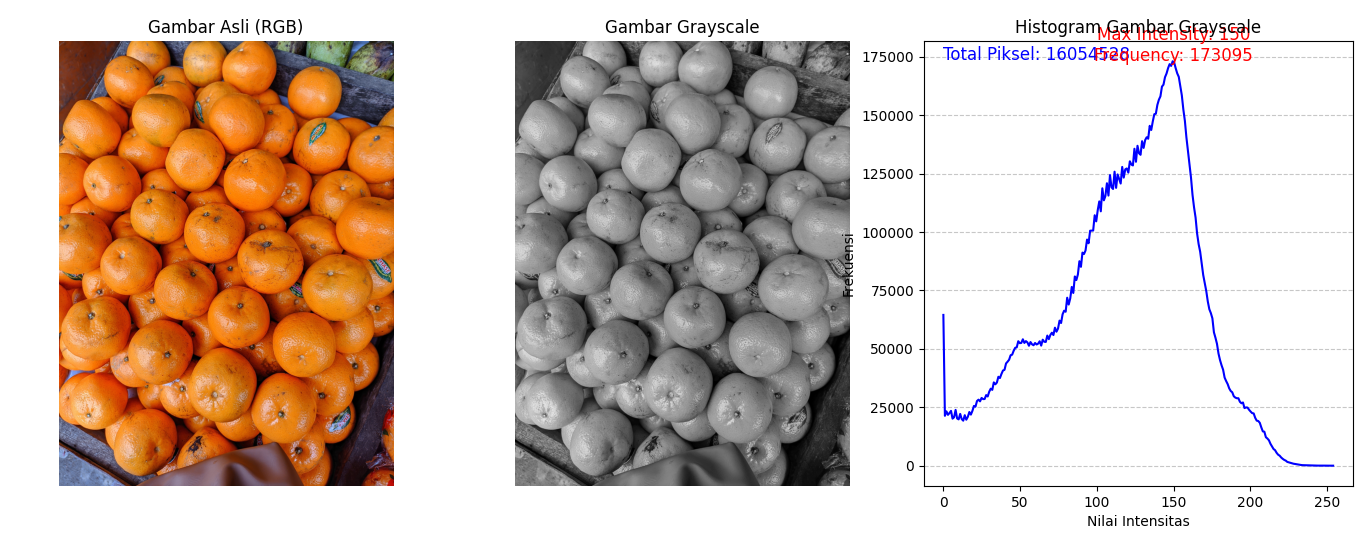 Gambar Asli (RGB)
Gambar Grayscale
Histogram Gambar Grayscale
Max Intensity: 150
Frequency: 173095
Total Piksel: 16054528
Frekuensi
175000
150000
125000
100000
75000
50000
25000
0
0 50 100 150 200 250
Nilai Intensitas